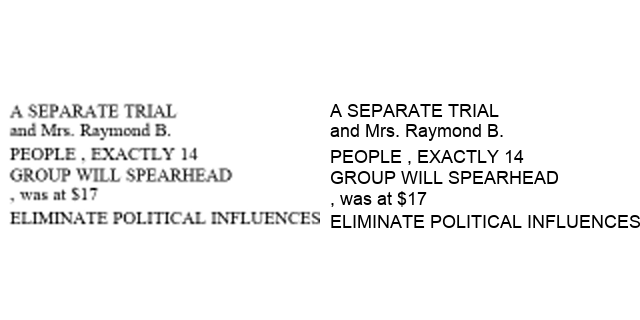 A SEPARATE TRIAL
and Mrs. Raymond B.
PEOPLE , EXACTLY 14
GROUP WILL SPEARHEAD
, was at $17
ELIMINATE POLITICAL INFLUENCES
A SEPARATE TRIAL
and Mrs. Raymond B.
PEOPLE , EXACTLY 14
GROUP WILL SPEARHEAD
, was at $17
ELIMINATE POLITICAL INFLUENCES